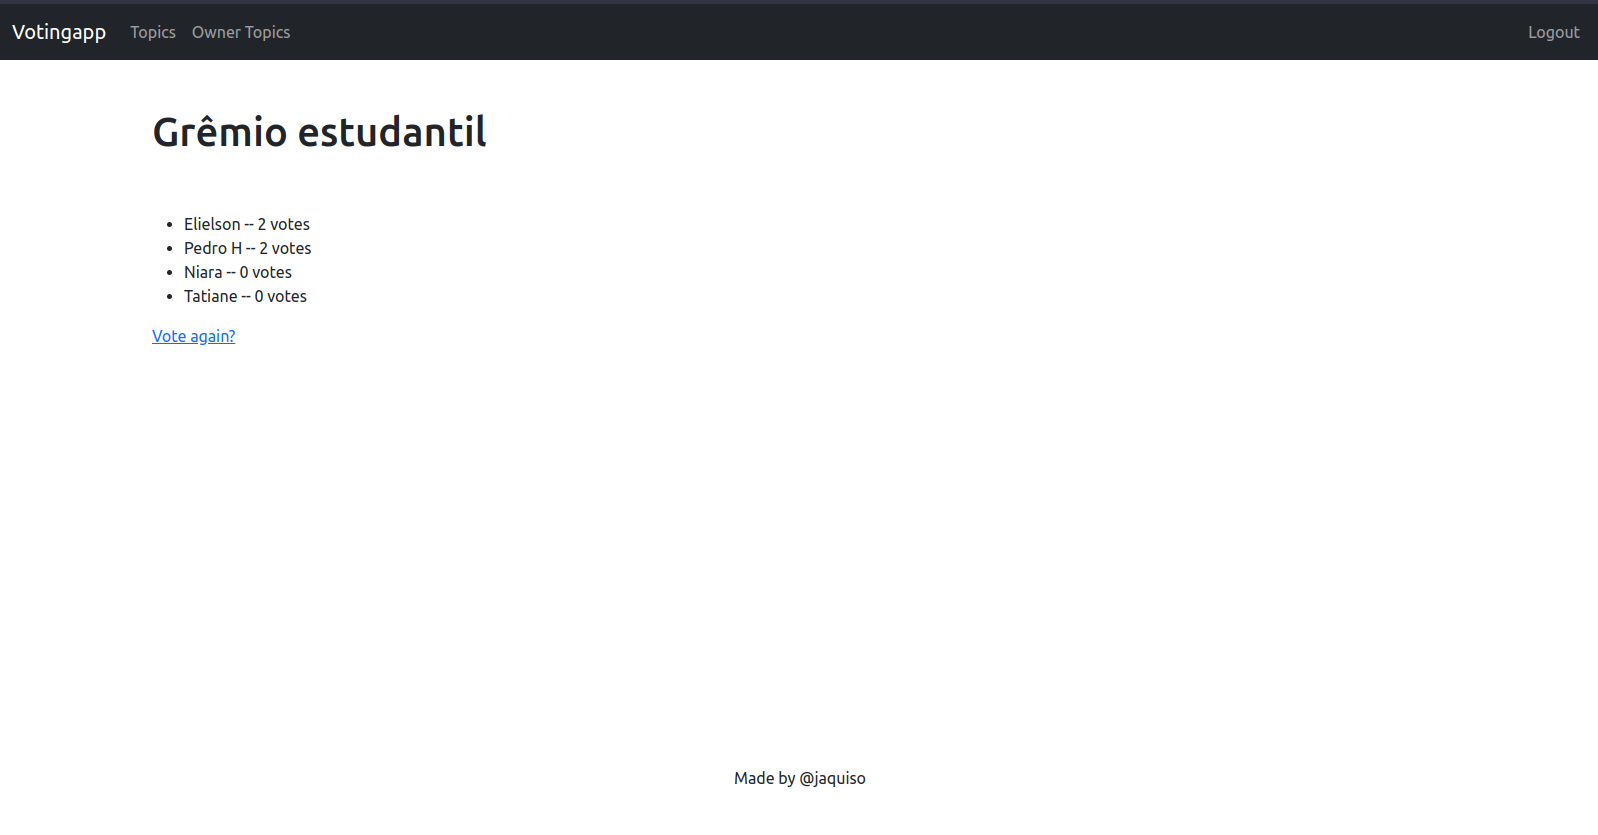 Votingapp Topics Owner Topics Logout
Grêmio estudantil
Elielson -- 2 votes
Pedro H -- 2 votes
Niara -- 0 votes
Tatiane -- 0 votes
Vote again?
Made by @jaquiso